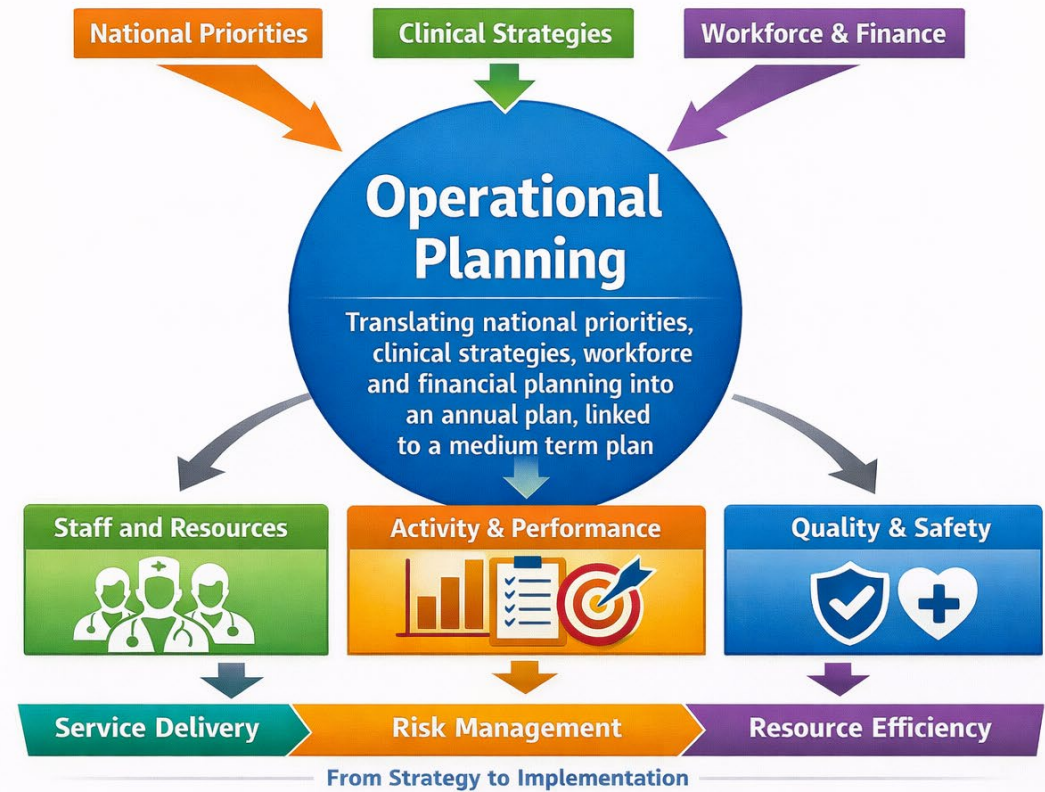 National Priorities
Clinical Strategies
Workforce & Finance
Operational
Planning
Translating national priorities,
clinical strategies, workforce
and financial planning into
an annual plan, linked
to a medium term plan
Staff and Resources
Activity & Performance
Quality & Safety
Service Delivery
Risk Management
Resource Efficiency
From Strategy to Implementation